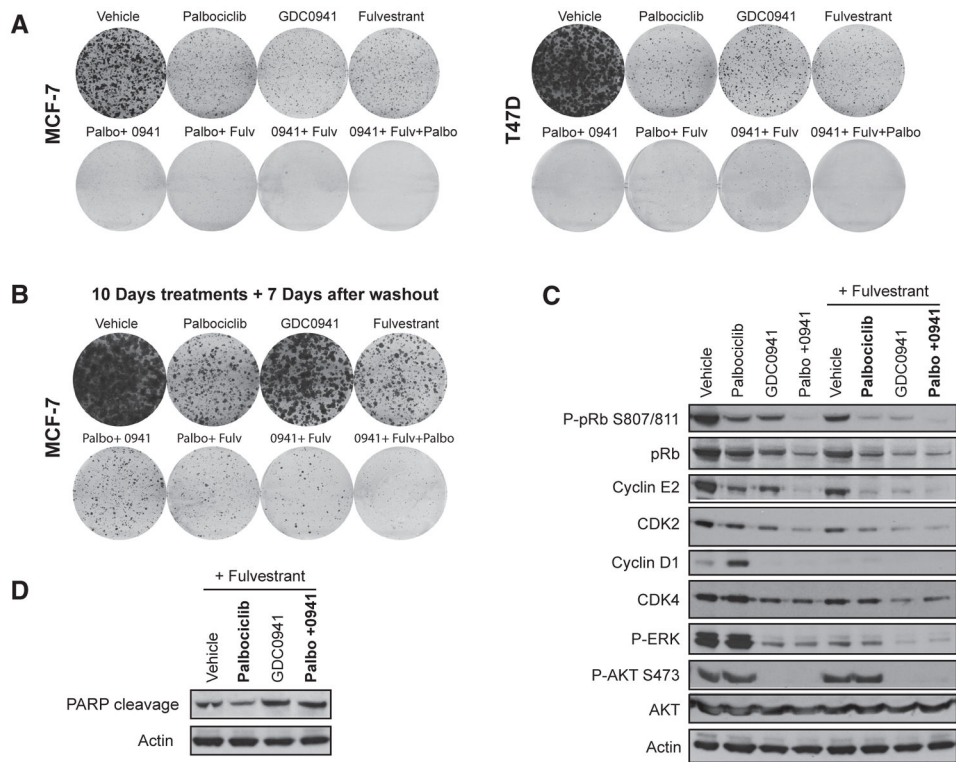 A
MCF-7
Vehicle Palbociclib GDC0941 Fulvestrant
Palbo+ 0941 Palbo+ Fulv 0941+ Fulv 0941+ Fulv+Palbo
T47D
Vehicle Palbociclib GDC0941 Fulvestrant
Palbo+ 0941 Palbo+ Fulv 0941+ Fulv 0941+ Fulv+Palbo
B
10 Days treatments + 7 Days after washout
MCF-7
Vehicle Palbociclib GDC0941 Fulvestrant
Palbo+ 0941 Palbo+ Fulv 0941+ Fulv 0941+ Fulv+Palbo
C
+ Fulvestrant
Vehicle
Palbociclib
GDC0941
Palbo +0941
Vehicle
Palbociclib
GDC0941
Palbo +0941
P-pRb S807/811
pRb
Cyclin E2
CDK2
Cyclin D1
CDK4
P-ERK
P-AKT S473
AKT
Actin
D
+ Fulvestrant
Vehicle
Palbociclib
GDC0941
Palbo +0941
PARP cleavage
Actin